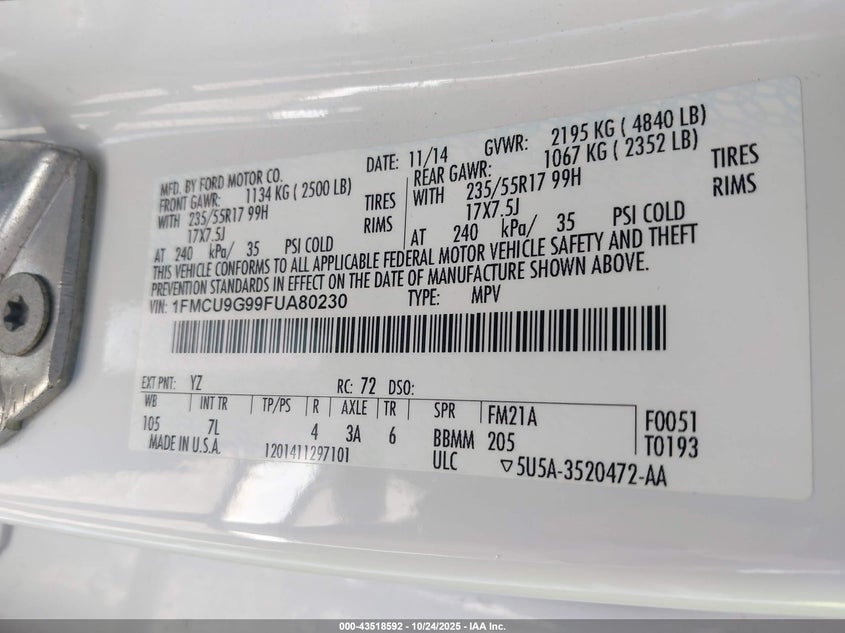 MFD. BY FORD MOTOR CO. DATE: 11/14 GVWR: 2195 KG ( 4840 LB)
FRONT GAWR: 1134 KG ( 2500 LB) REAR GAWR: 1067 KG ( 2352 LB)
WITH 235/55R17 99H TIRES WITH 235/55R17 99H TIRES
17X7.5J RIMS 17X7.5J RIMS
AT 240 kPa/ 35 PSI COLD AT 240 kPa/ 35 PSI COLD
THIS VEHICLE CONFORMS TO ALL APPLICABLE FEDERAL MOTOR VEHICLE SAFETY AND THEFT
PREVENTION STANDARDS IN EFFECT ON THE DATE OF MANUFACTURE SHOWN ABOVE.
VIN: 1FMCU9G99FUA80230 TYPE: MPV
EXT PNT: YZ RC: 72 DSO:
WB INT TR TP/PS R AXLE TR SPR FM21A F0051
105 7L 4 3A 6 BBMM 205 T0193
MADE IN U.S.A. 1201411297101 ULC ▽5U5A-3520472-AA
000-43518592 - 10/24/2025 - IAA Inc.